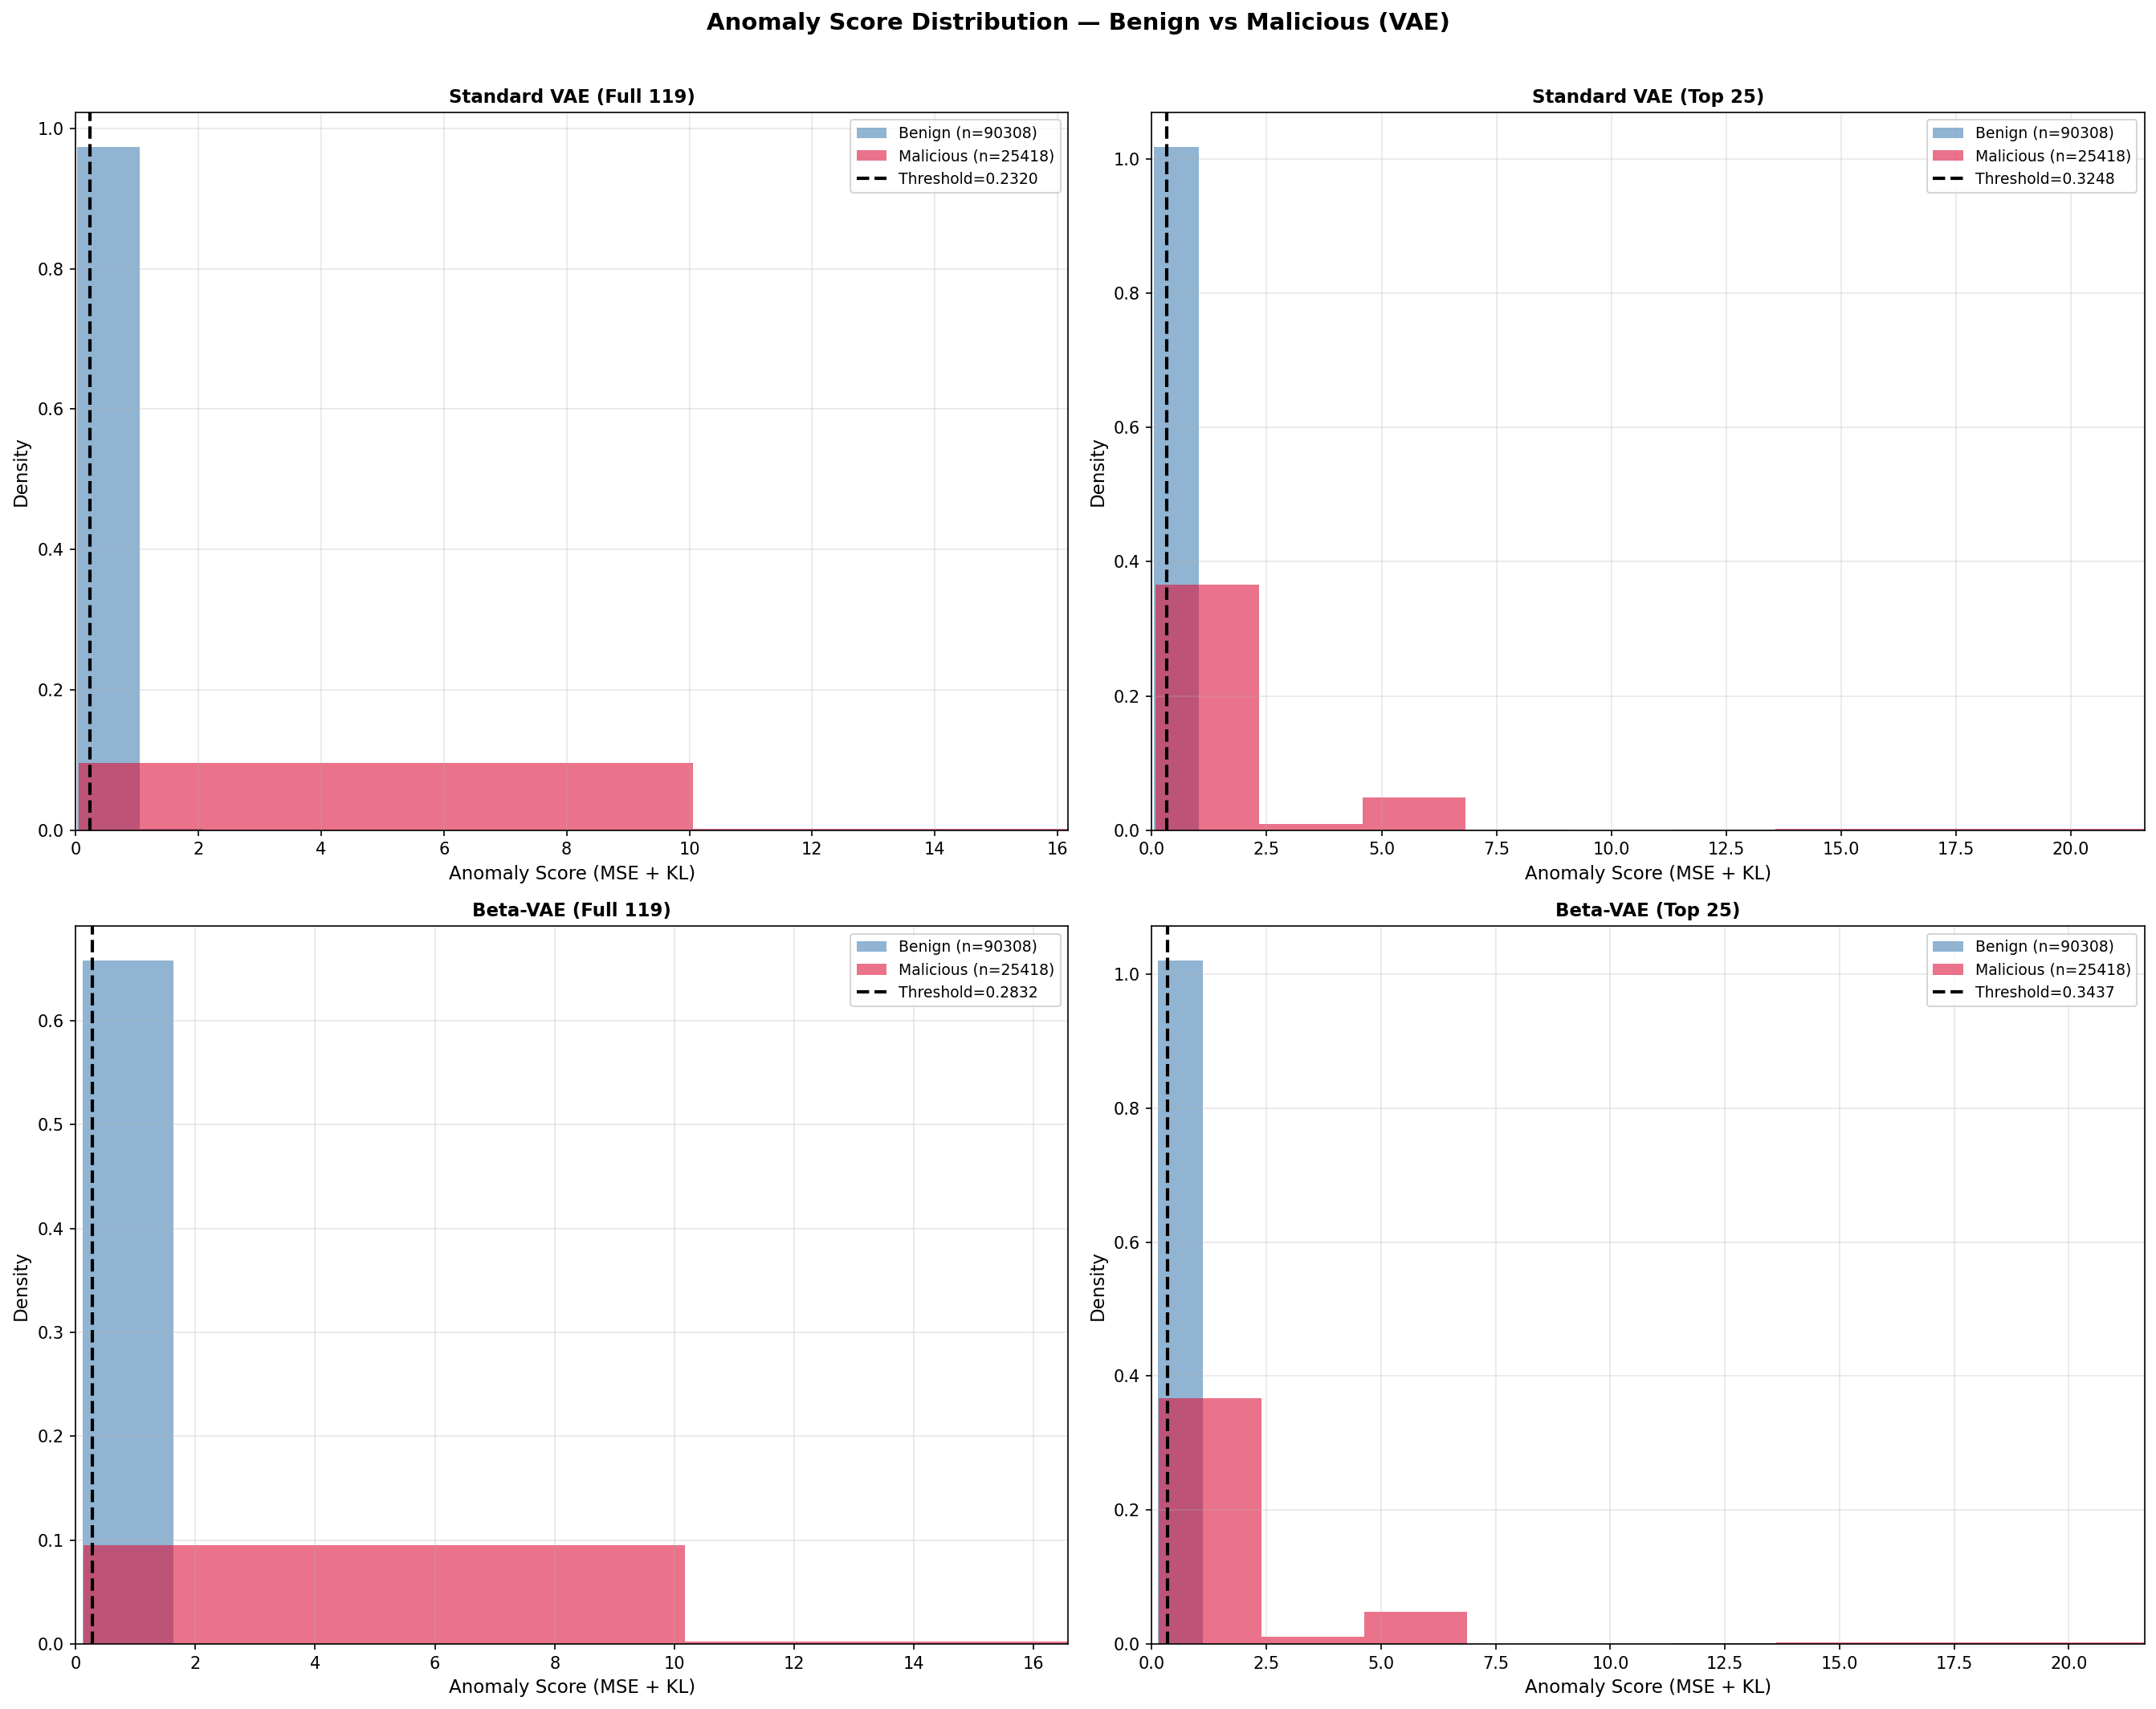 Anomaly Score Distribution — Benign vs Malicious (VAE)
Standard VAE (Full 119)
1.0
0.8
0.6
0.4
0.2
0.0
Density
Benign (n=90308)
Malicious (n=25418)
Threshold=0.2320
0 2 4 6 8 10 12 14 16
Anomaly Score (MSE + KL)
Standard VAE (Top 25)
1.0
0.8
0.6
0.4
0.2
0.0
Density
Benign (n=90308)
Malicious (n=25418)
Threshold=0.3248
0.0 2.5 5.0 7.5 10.0 12.5 15.0 17.5 20.0
Anomaly Score (MSE + KL)
Beta-VAE (Full 119)
0.6
0.5
0.4
0.3
0.2
0.1
0.0
Density
Benign (n=90308)
Malicious (n=25418)
Threshold=0.2832
0 2 4 6 8 10 12 14 16
Anomaly Score (MSE + KL)
Beta-VAE (Top 25)
1.0
0.8
0.6
0.4
0.2
0.0
Density
Benign (n=90308)
Malicious (n=25418)
Threshold=0.3437
0.0 2.5 5.0 7.5 10.0 12.5 15.0 17.5 20.0
Anomaly Score (MSE + KL)